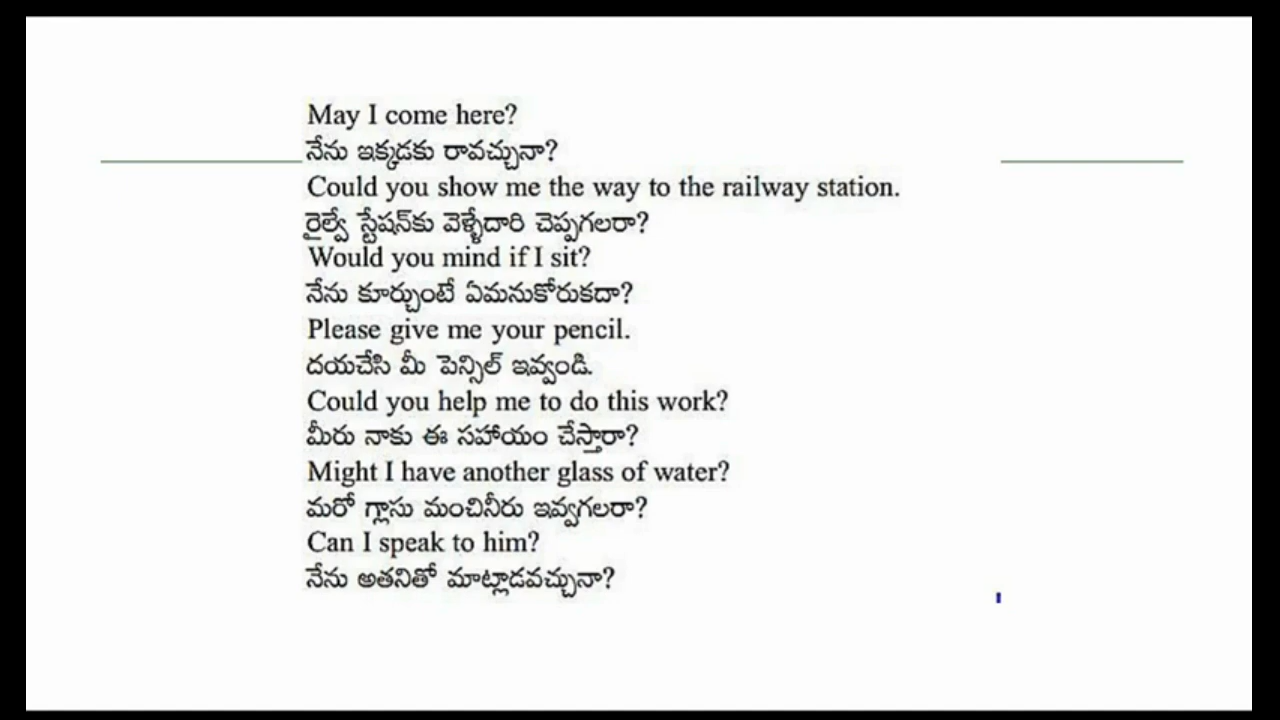 May I come here?
నేను ఇక్కడకు రావచ్చునా?
Could you show me the way to the railway station.
రైల్వే స్టేషన్‌కు వెళ్ళేదారి చెప్పగలరా?
Would you mind if I sit?
నేను కూర్చుంటే ఏమనుకోరుకదా?
Please give me your pencil.
దయచేసి మీ పెన్సిల్ ఇవ్వండి.
Could you help me to do this work?
మీరు నాకు ఈ సహాయం చేస్తారా?
Might I have another glass of water?
మరో గ్లాసు మంచినీరు ఇవ్వగలరా?
Can I speak to him?
నేను అతనితో మాట్లాడవచ్చునా?